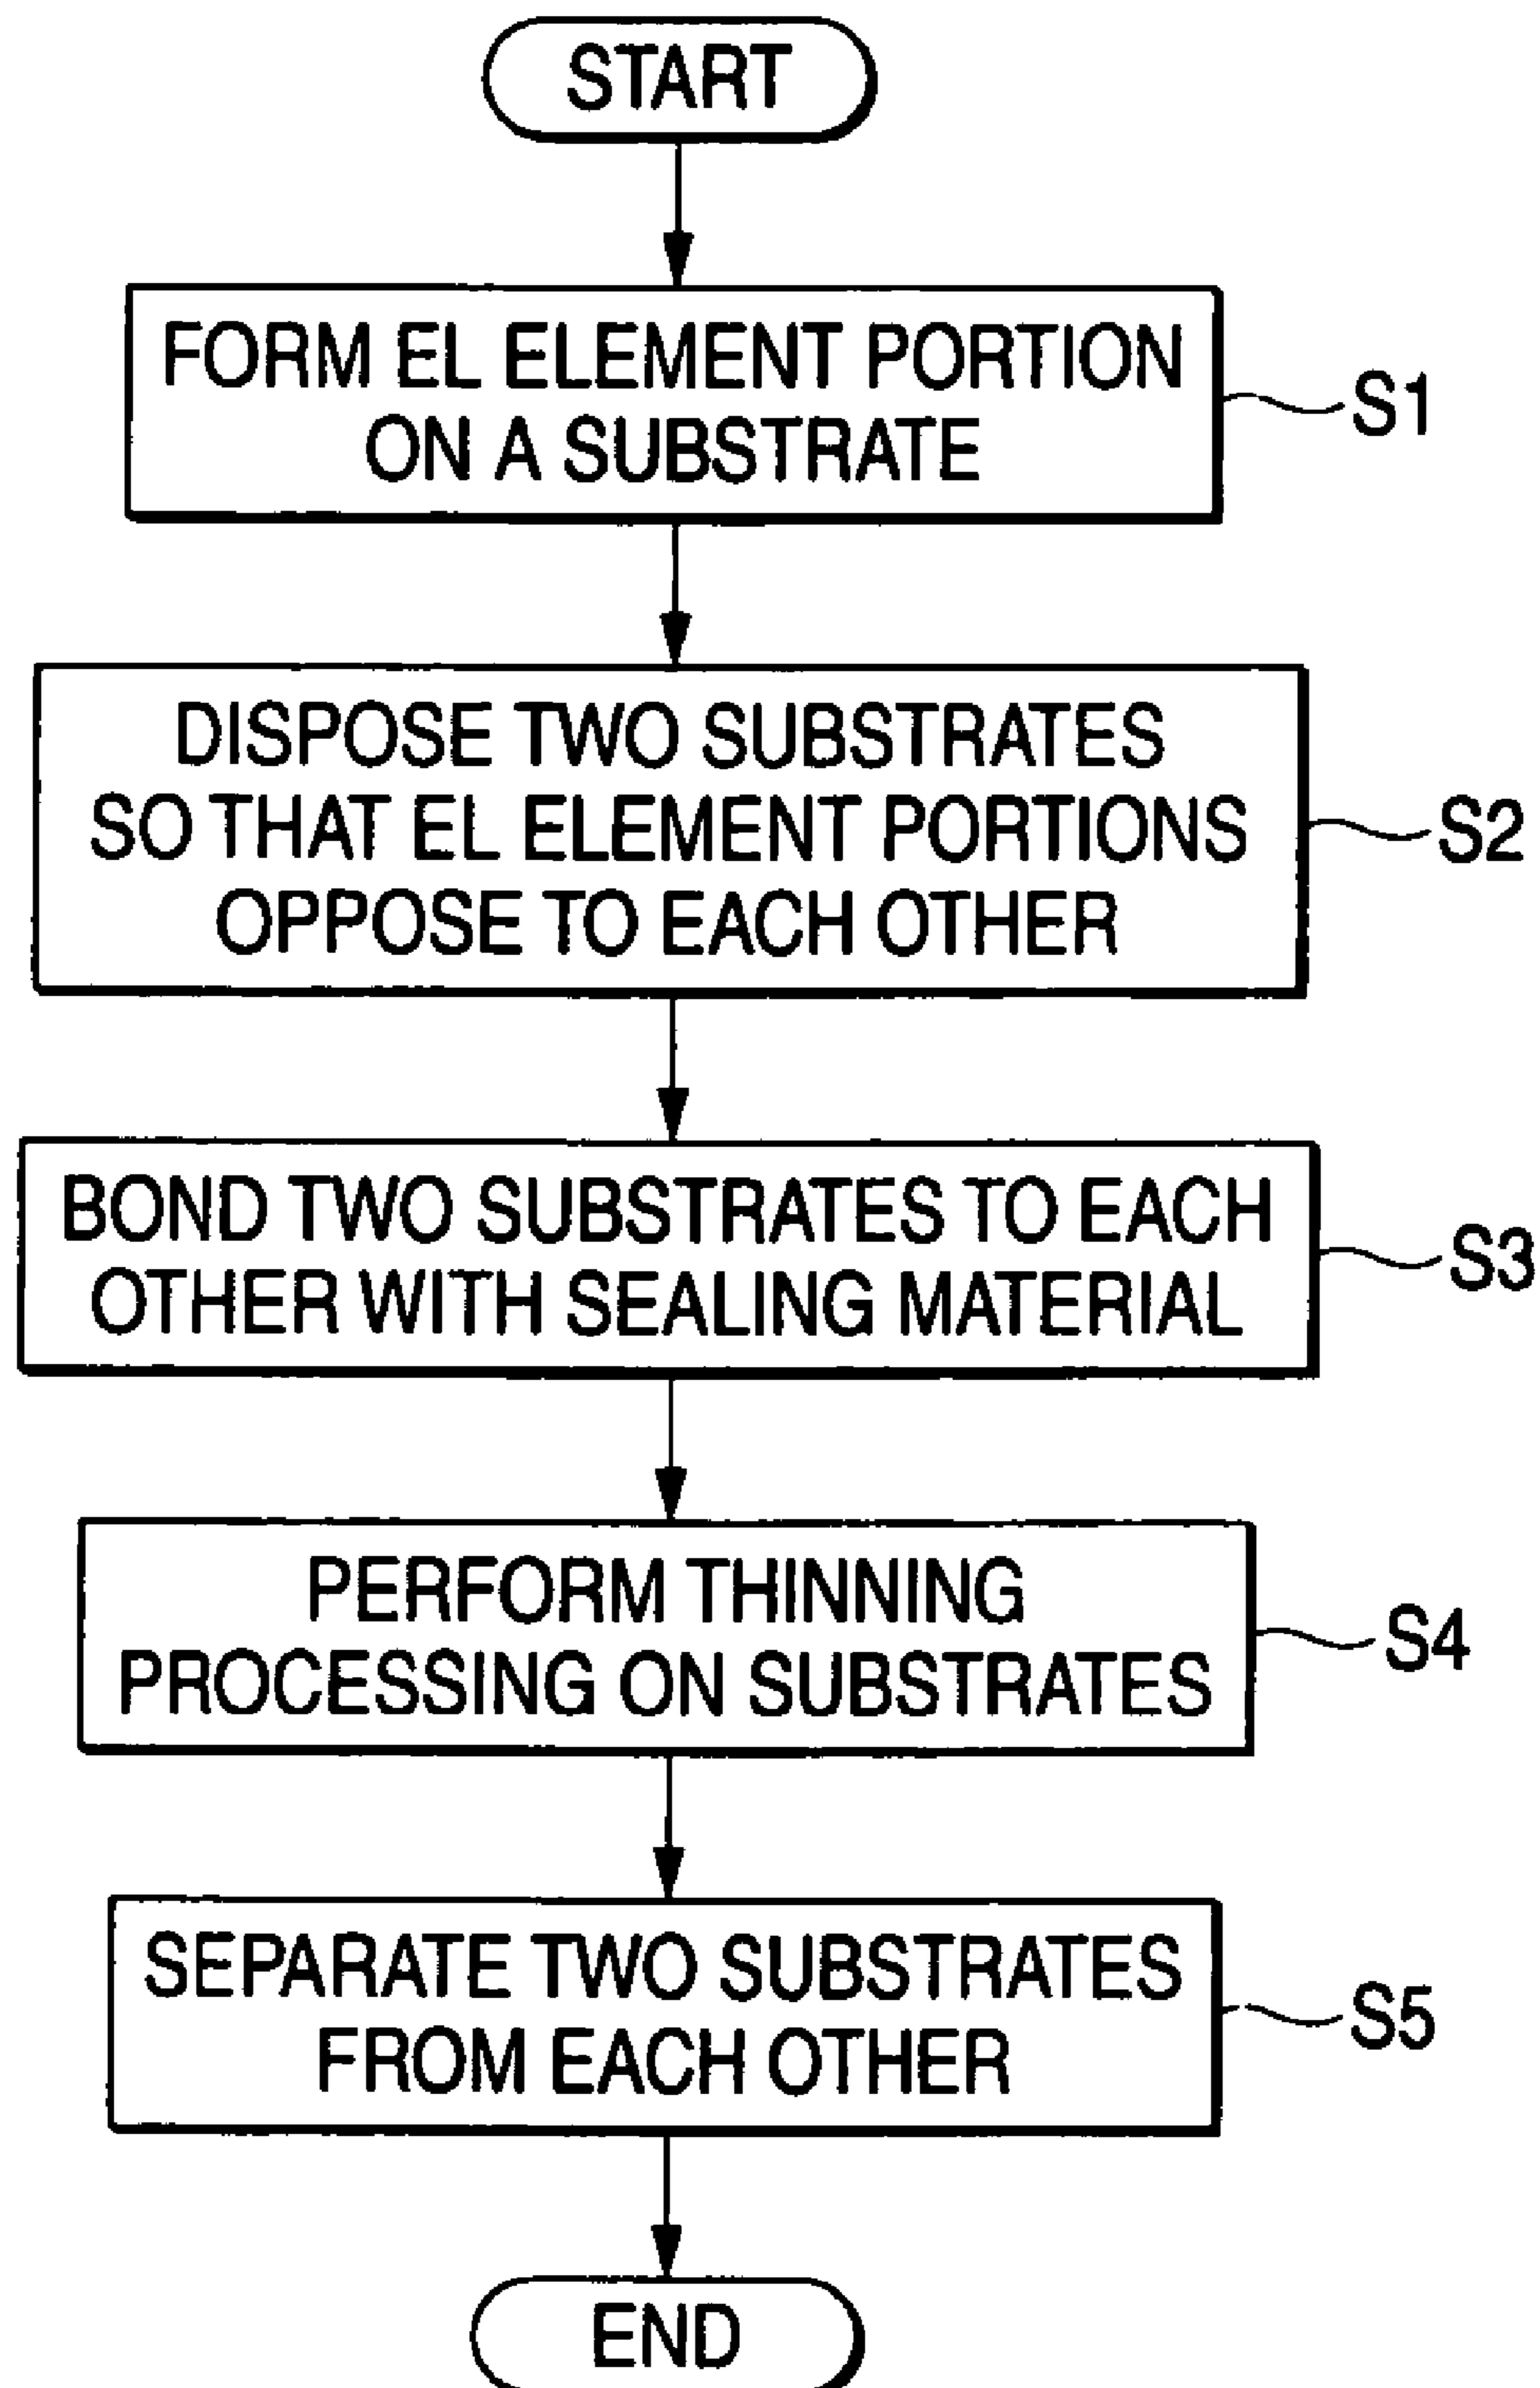 START
FORM EL ELEMENT PORTION
ON A SUBSTRATE
S1
DISPOSE TWO SUBSTRATES
SO THAT EL ELEMENT PORTIONS
OPPOSE TO EACH OTHER
S2
BOND TWO SUBSTRATES TO EACH
OTHER WITH SEALING MATERIAL
S3
PERFORM THINNING
PROCESSING ON SUBSTRATES
S4
SEPARATE TWO SUBSTRATES
FROM EACH OTHER
S5
END